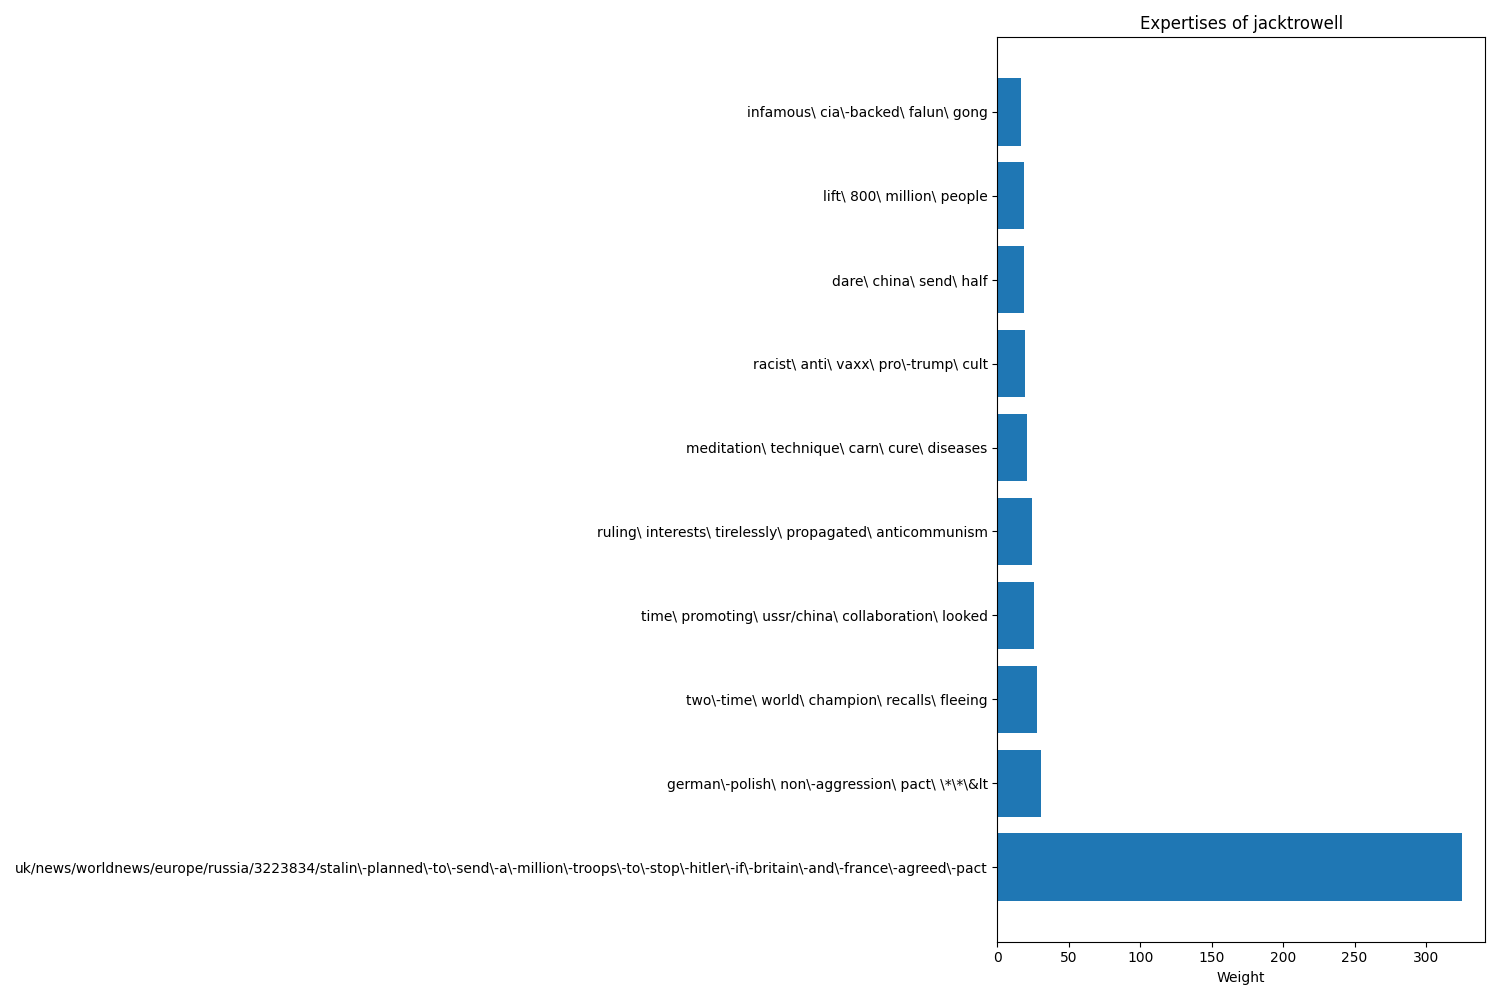 Expertises of jacktrowell
infamous\ cia\-backed\ falun\ gong
lift\ 800\ million\ people
dare\ china\ send\ half
racist\ anti\ vaxx\ pro\-trump\ cult
meditation\ technique\ carn\ cure\ diseases
ruling\ interests\ tirelessly\ propagated\ anticommunism
time\ promoting\ ussr/china\ collaboration\ looked
two\-time\ world\ champion\ recalls\ fleeing
german\-polish\ non\-aggression\ pact\ \*\*\&lt
uk/news/worldnews/europe/russia/3223834/stalin\-planned\-to\-send\-a\-million\-troops\-to\-stop\-hitler\-if\-britain\-and\-france\-agreed\-pact
0 50 100 150 200 250 300
Weight